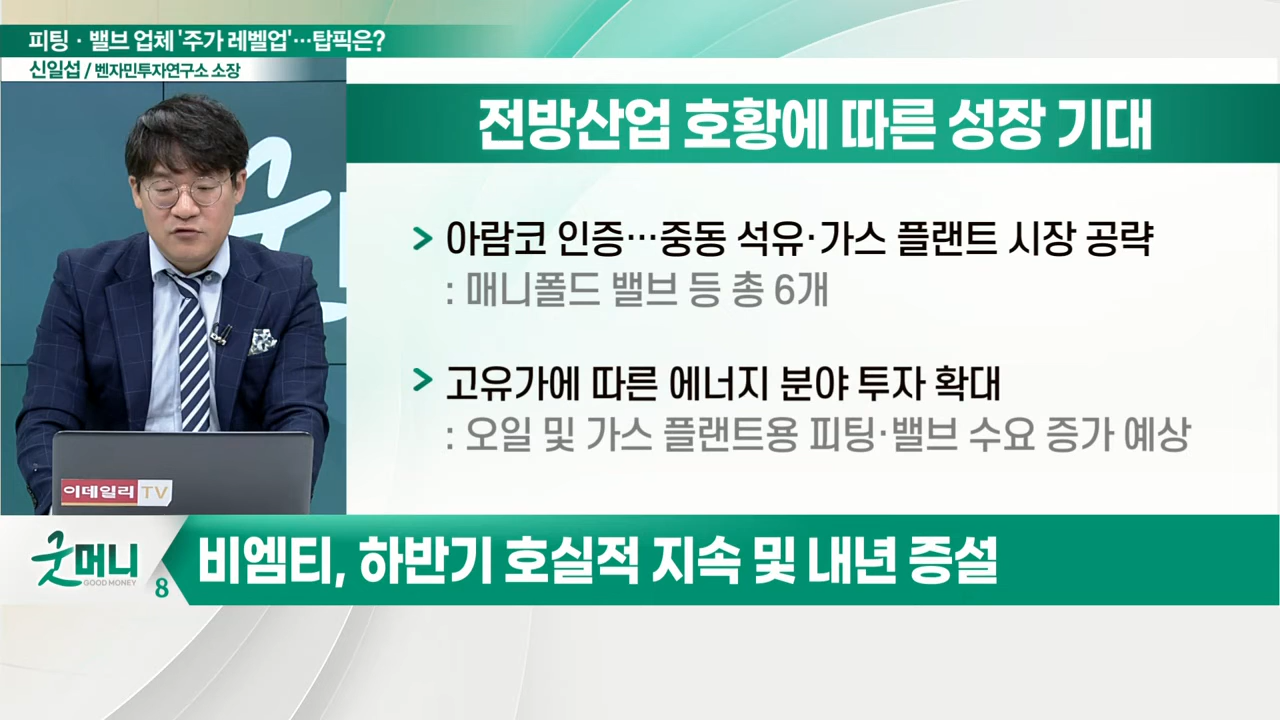 피팅·밸브 업체 '주가 레벨업'…탑픽은?
신일섭 / 벤자민투자연구소 소장
전방산업 호황에 따른 성장 기대
> 아람코 인증…중동 석유·가스 플랜트 시장 공략
: 매니폴드 밸브 등 총 6개
> 고유가에 따른 에너지 분야 투자 확대
: 오일 및 가스 플랜트용 피팅·밸브 수요 증가 예상
이데일리 TV
굿머니
GOOD MONEY
8
비엠티, 하반기 호실적 지속 및 내년 증설